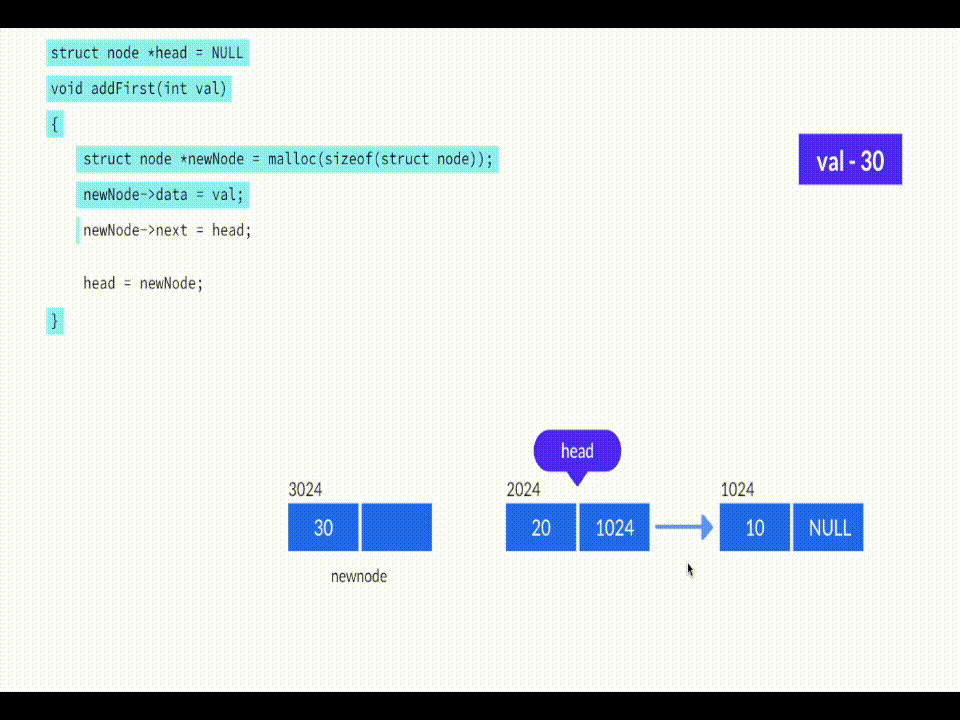 struct node *head = NULL
void addFirst(int val)
{
struct node *newNode = malloc(sizeof(struct node));
val - 30
newNode->data = val;
newNode->next = head;
head = newNode;
}
head
3024
2024
1024
30
20
1024
10
NULL
newnode